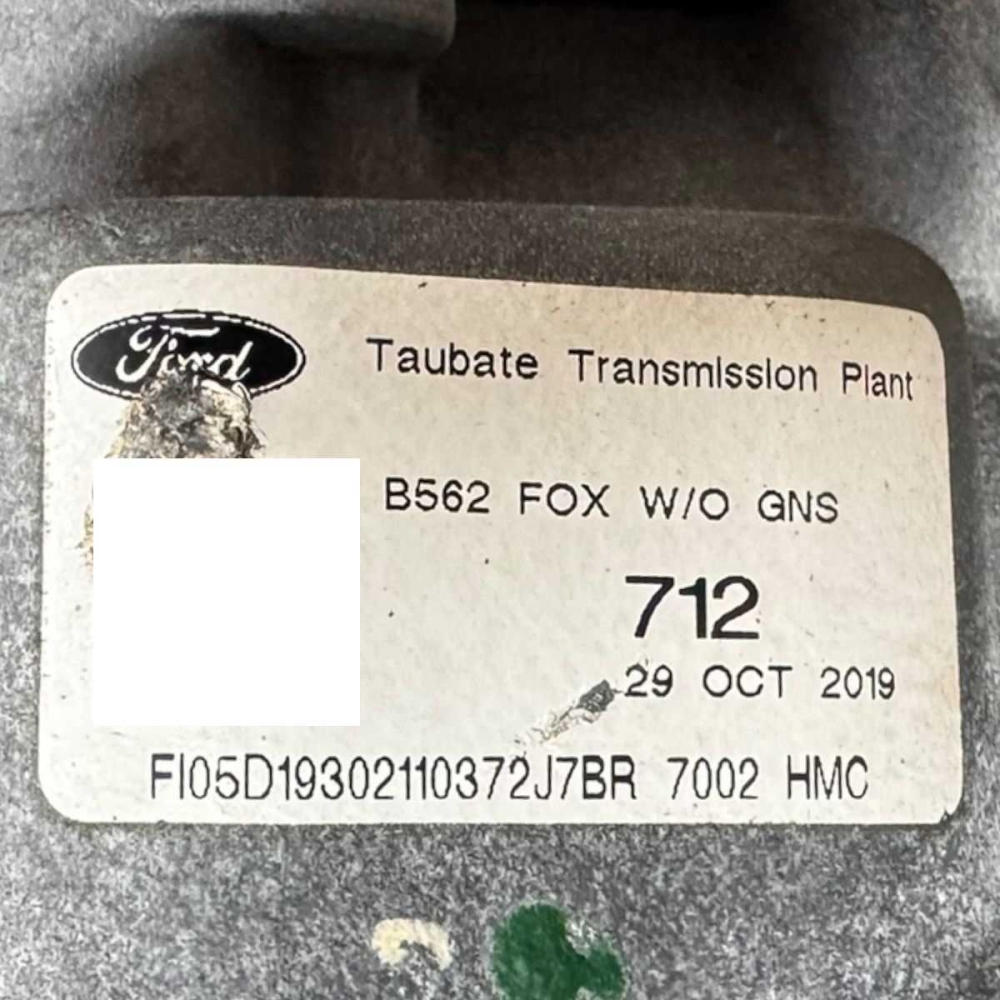 Ford
Taubate Transmission Plant
B562 FOX W/O GNS
712
29 OCT 2019
FI05D19302110372J7BR 7002 HMC